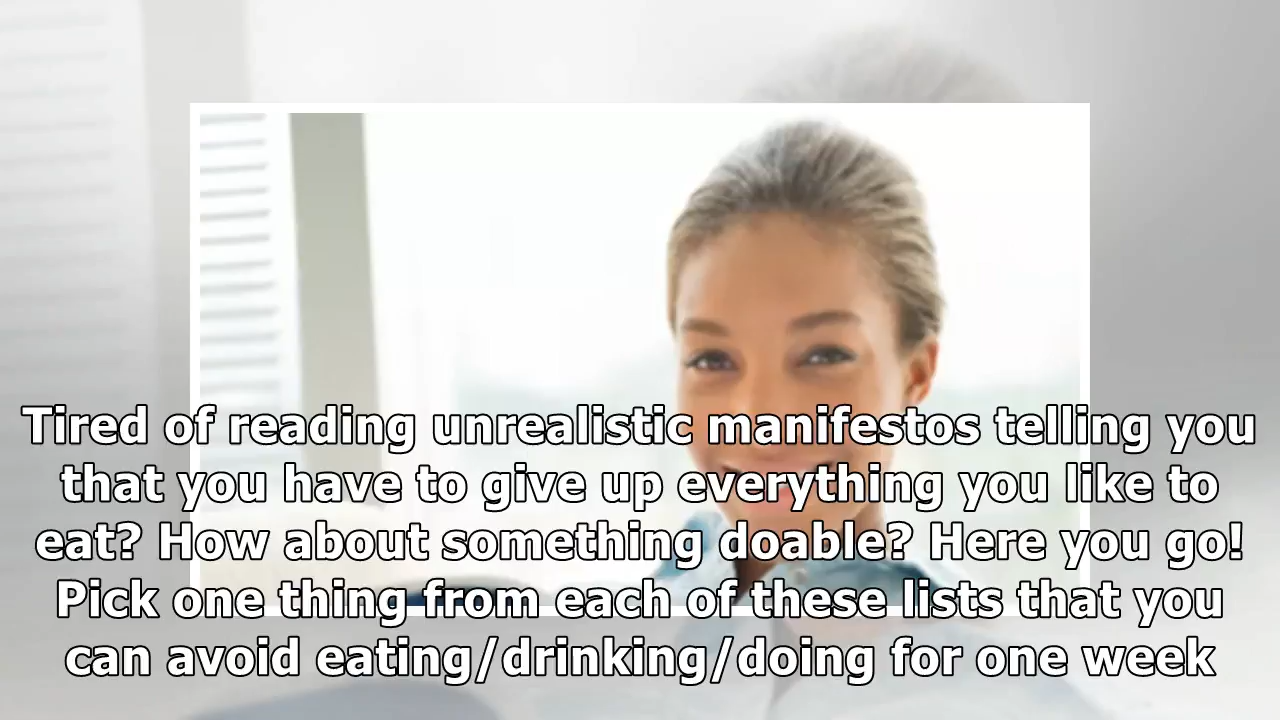 Tired of reading unrealistic manifestos telling you
that you have to give up everything you like to
eat? How about something doable? Here you go!
Pick one thing from each of these lists that you
can avoid eating/drinking/doing for one week